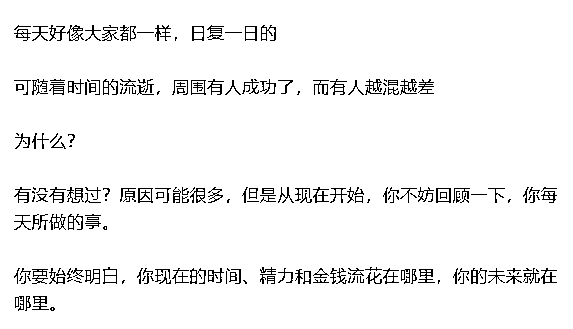 每天好像大家都一样，日复一日的
可随着时间的流逝，周围有人成功了，而有人越混越差
为什么？
有没有想过？原因可能很多，但是从现在开始，你不妨回顾一下，你每
天所做的事。
你要始终明白，你现在的时间、精力和金钱流花在哪里，你的未来就在
哪里。